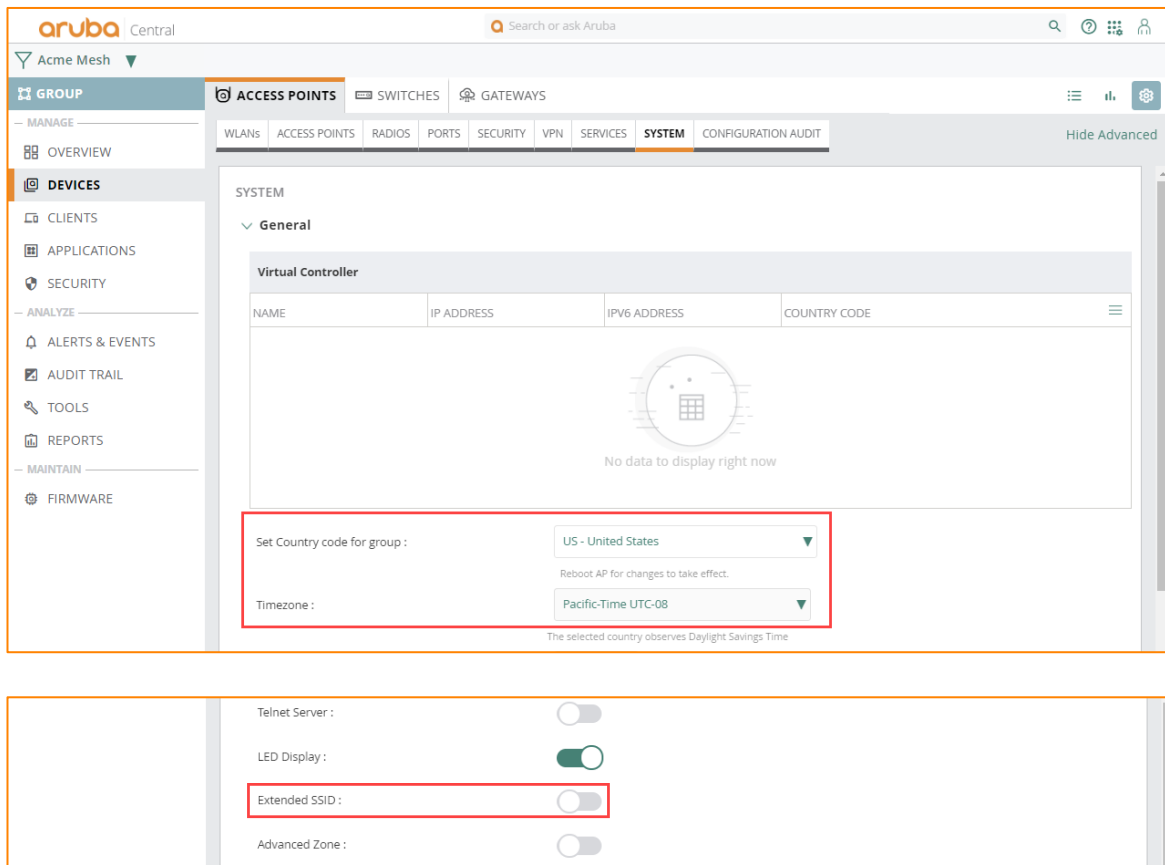 aruba Central
Search or ask Aruba
Acme Mesh
GROUP
ACCESS POINTS SWITCHES GATEWAYS
MANAGE
WLANs ACCESS POINTS RADIOS PORTS SECURITY VPN SERVICES SYSTEM CONFIGURATION AUDIT
Hide Advanced
OVERVIEW
DEVICES
CLIENTS
APPLICATIONS
SECURITY
ANALYZE
ALERTS & EVENTS
AUDIT TRAIL
TOOLS
REPORTS
MAINTAIN
FIRMWARE
SYSTEM
General
Virtual Controller
NAME IP ADDRESS IPV6 ADDRESS COUNTRY CODE
No data to display right now
Set Country code for group : US - United States
Reboot AP for changes to take effect.
Timezone : Pacific-Time UTC-08
The selected country observes Daylight Savings Time
Telnet Server :
LED Display :
Extended SSID :
Advanced Zone :